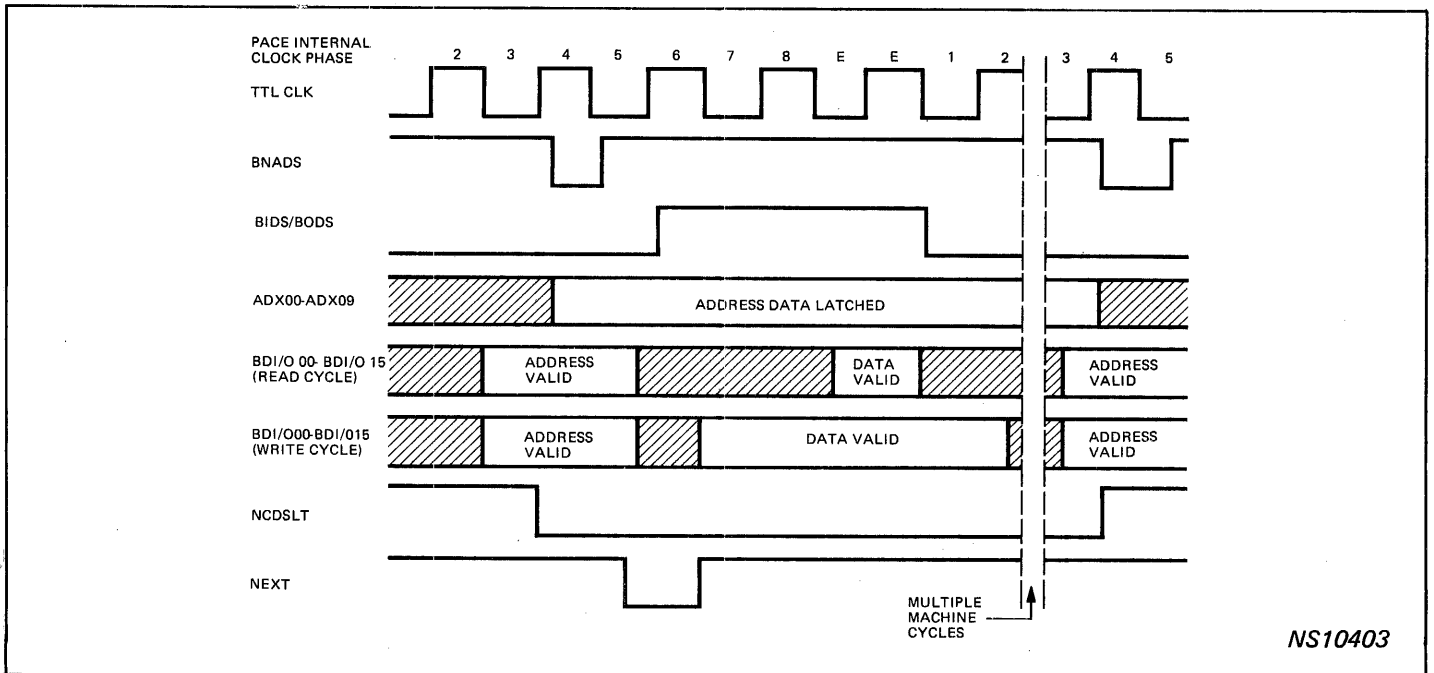 PACE INTERNAL
CLOCK PHASE
2 3 4 5 6 7 8 E E 1 2 3 4 5
TTL CLK
BNADS
BIDS/BODS
ADX00-ADX09
ADDRESS DATA LATCHED
BDI/O 00- BDI/O 15
(READ CYCLE)
ADDRESS
VALID
DATA
VALID
ADDRESS
VALID
BDI/O00-BDI/O15
(WRITE CYCLE)
ADDRESS
VALID
DATA VALID
ADDRESS
VALID
NCDSLT
NEXT
MULTIPLE
MACHINE
CYCLES
NS10403